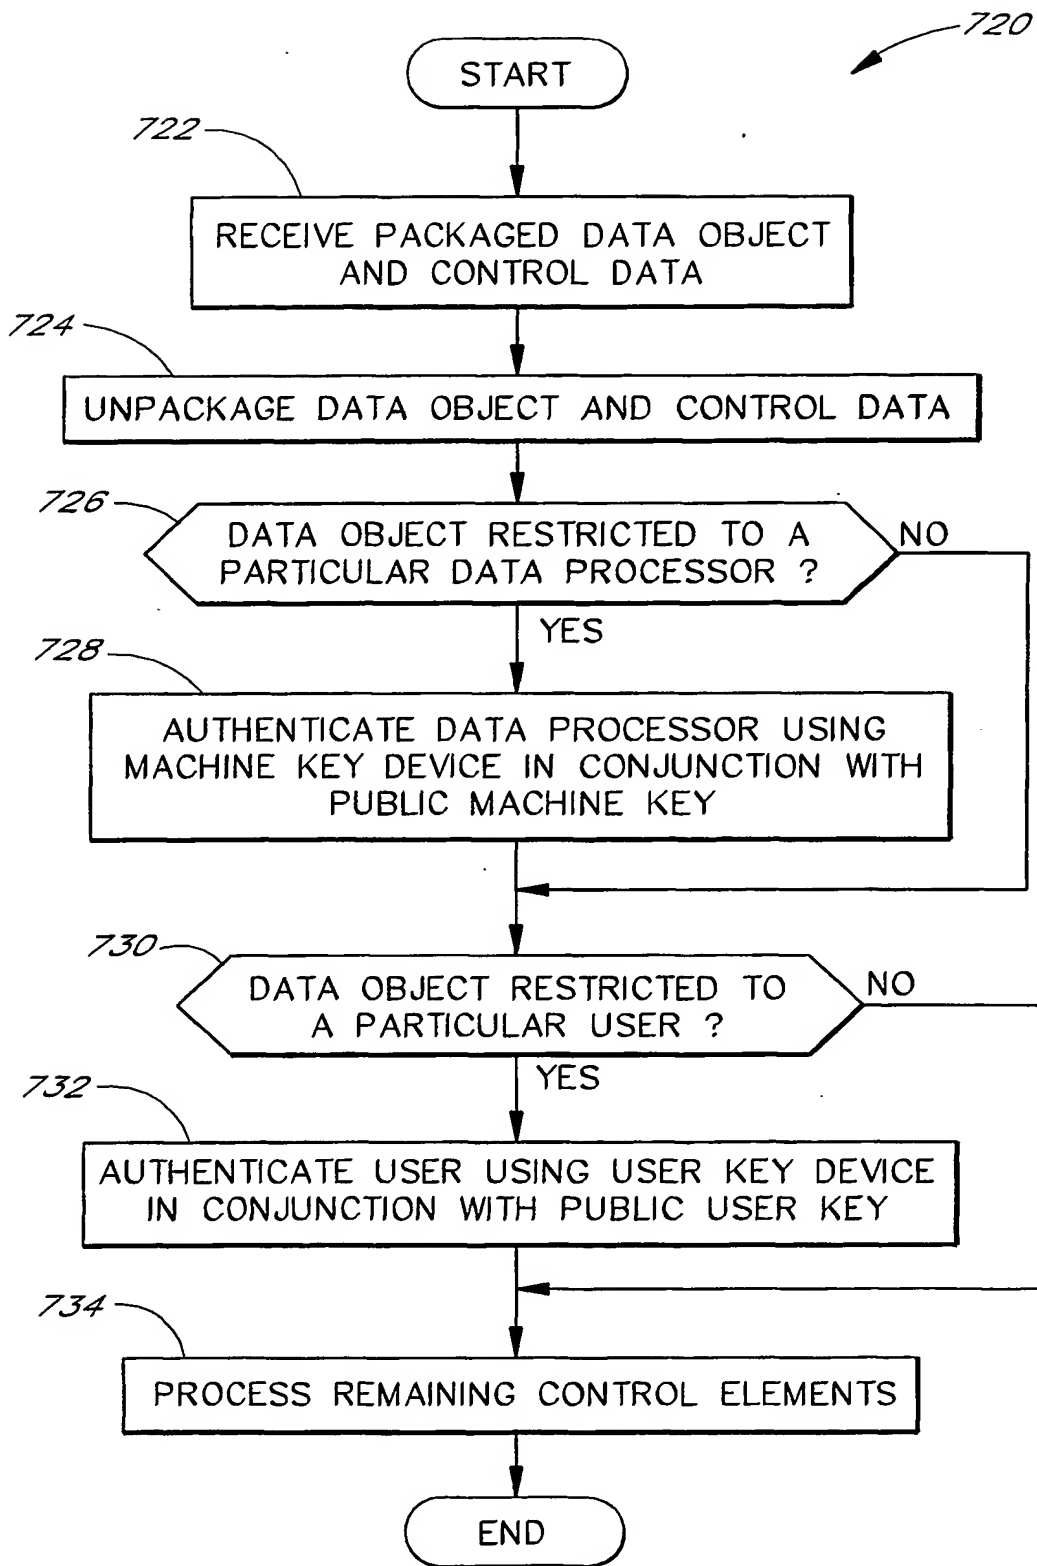 720
START
722
RECEIVE PACKAGED DATA OBJECT
AND CONTROL DATA
724
UNPACKAGE DATA OBJECT AND CONTROL DATA
726
DATA OBJECT RESTRICTED TO A
PARTICULAR DATA PROCESSOR ?
NO
YES
728
AUTHENTICATE DATA PROCESSOR USING
MACHINE KEY DEVICE IN CONJUNCTION WITH
PUBLIC MACHINE KEY
730
DATA OBJECT RESTRICTED TO
A PARTICULAR USER ?
NO
YES
732
AUTHENTICATE USER USING USER KEY DEVICE
IN CONJUNCTION WITH PUBLIC USER KEY
734
PROCESS REMAINING CONTROL ELEMENTS
END